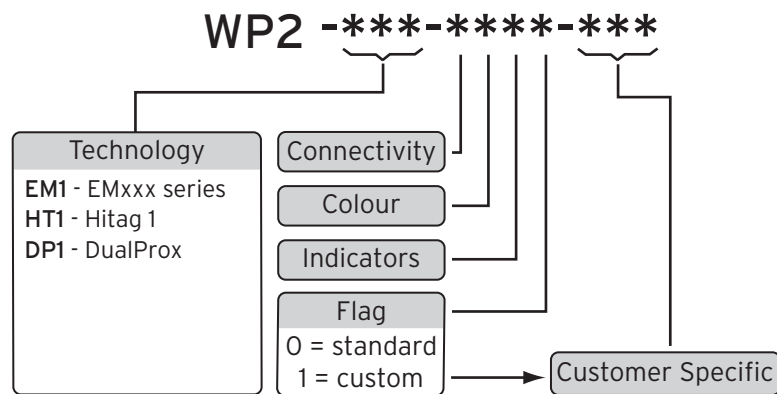 WP2 -***-****-***
Technology
EM1 - EMxxx series
HT1 - Hitag 1
DP1 - DualProx
Connectivity
Colour
Indicators
Flag
0 = standard
1 = custom
Customer Specific